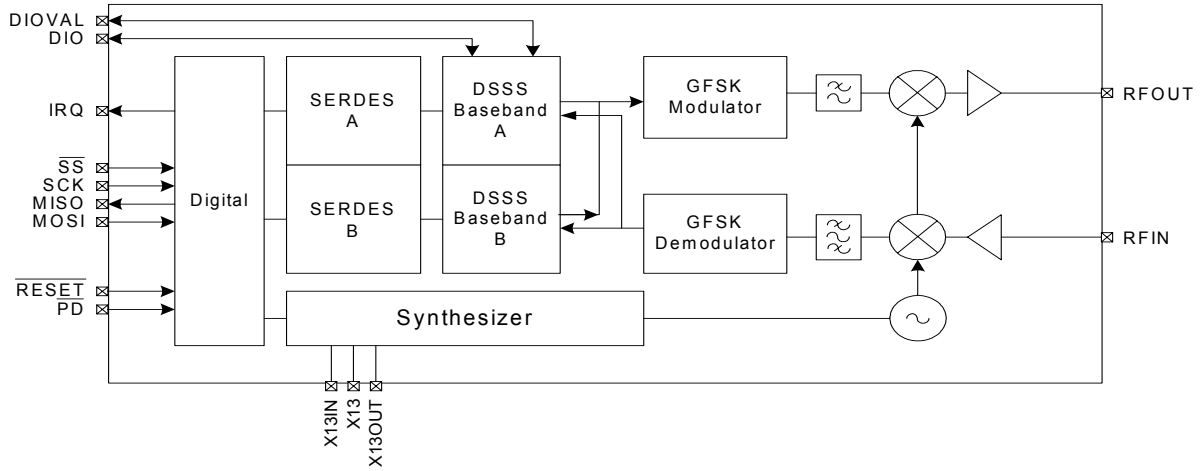 DIOVAL
DIO
IRQ
SS
SCK
MISO
MOSI
RESET
PD
Digital
SERDES
A
SERDES
B
DSSS
Baseband
A
DSSS
Baseband
B
GFSK
Modulator
GFSK
Demodulator
Synthesizer
RFOUT
RFIN
X13IN
X13
X13OUT